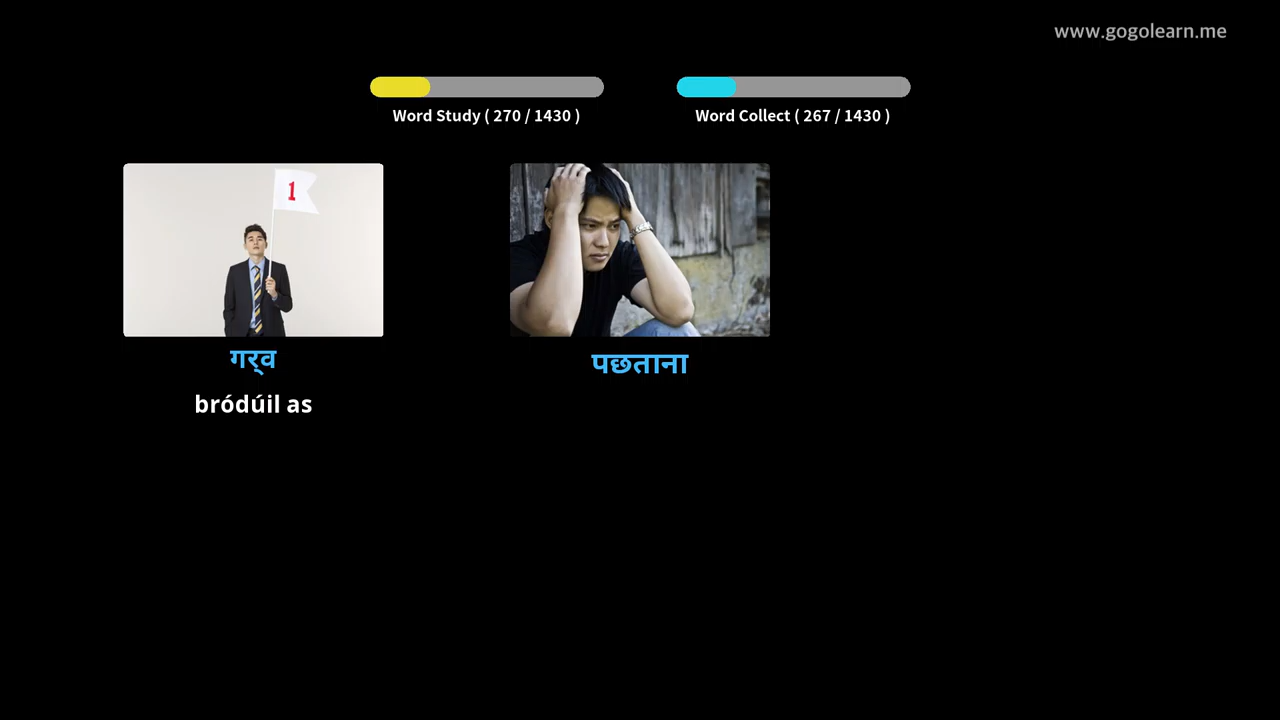 www.gogolearn.me
Word Study ( 270 / 1430 )
Word Collect ( 267 / 1430 )
1
गर्‌व
पछताना
bródúil as